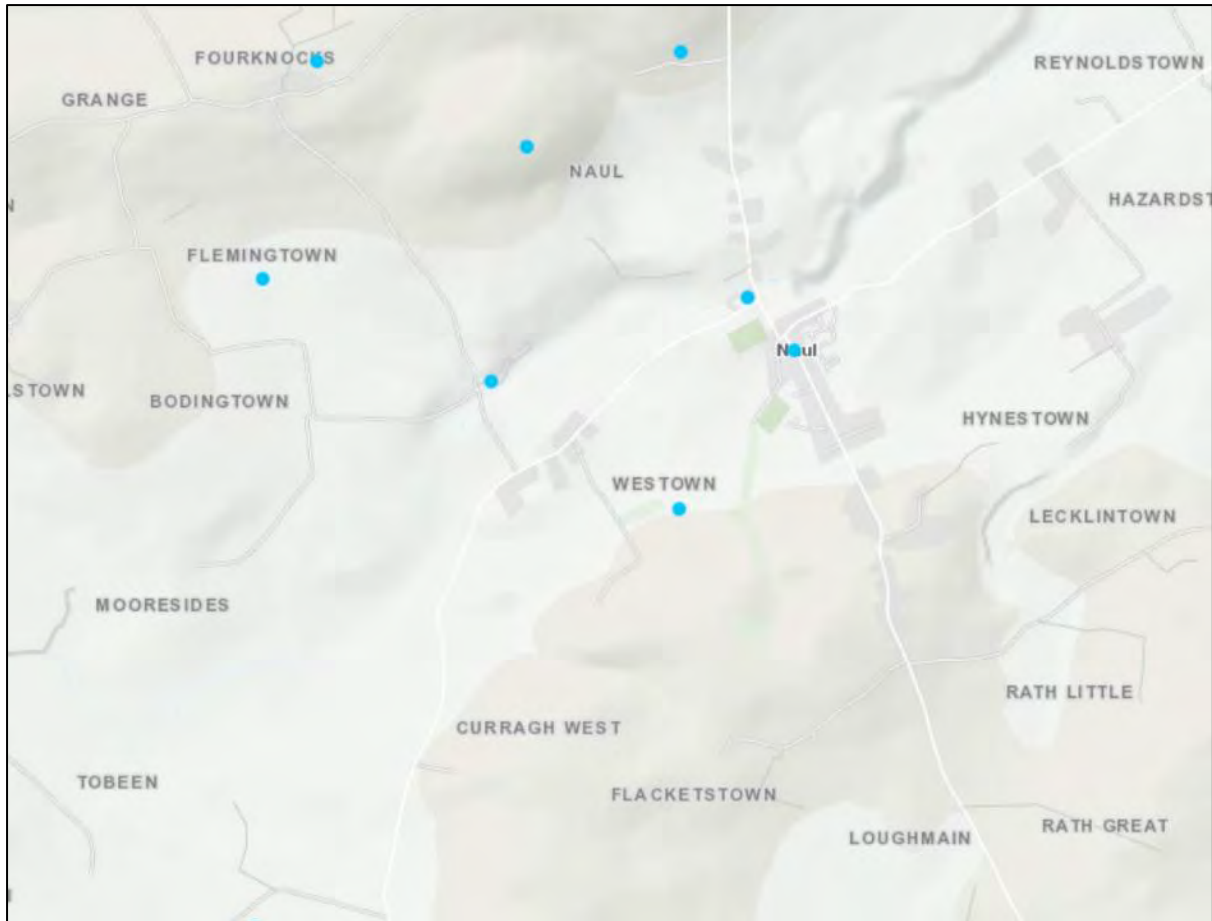 FOURKNOCKS
REYNOLDSTOWN
GRANGE
NAUL
HAZARDST
FLEMINGTOWN
Naul
LSTOWN
BODINGTOWN
HYNESTOWN
WESTOWN
LECKLINTOWN
MOORESIDES
RATH LITTLE
CURRAGH WEST
TOBEEN
FLACKETSTOWN
RATH GREAT
LOUGHMAIN